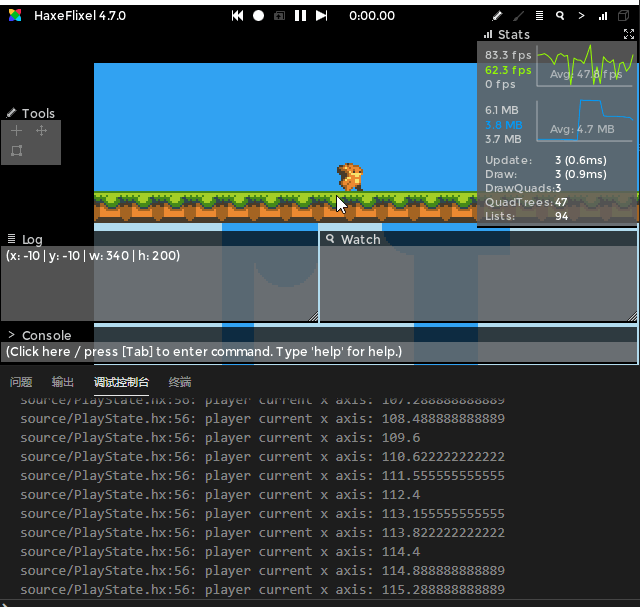 HaxeFlixel 4.7.0
0:00.00
Stats
83.3 fps
62.3 fps
0 fps
Avg: 47.8 fps
6.1 MB
3.8 MB
3.7 MB
Avg: 4.7 MB
Update: 3 (0.6ms)
Draw: 3 (0.9ms)
DrawQuads:3
QuadTrees:47
Lists: 94
Tools
Log
(x: -10 | y: -10 | w: 340 | h: 200)
Watch
> Console
(Click here / press [Tab] to enter command. Type 'help' for help.)
问题 输出 调试控制台 终端
source/PlayState.hx:56: player current x axis: 107.288888888889
source/PlayState.hx:56: player current x axis: 108.488888888889
source/PlayState.hx:56: player current x axis: 109.6
source/PlayState.hx:56: player current x axis: 110.622222222222
source/PlayState.hx:56: player current x axis: 111.555555555555
source/PlayState.hx:56: player current x axis: 112.4
source/PlayState.hx:56: player current x axis: 113.155555555555
source/PlayState.hx:56: player current x axis: 113.822222222222
source/PlayState.hx:56: player current x axis: 114.4
source/PlayState.hx:56: player current x axis: 114.888888888889
source/PlayState.hx:56: player current x axis: 115.288888888889